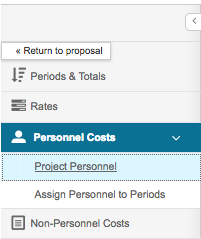 « Return to proposal
Periods & Totals
Rates
Personnel Costs
Project Personnel
Assign Personnel to Periods
Non-Personnel Costs